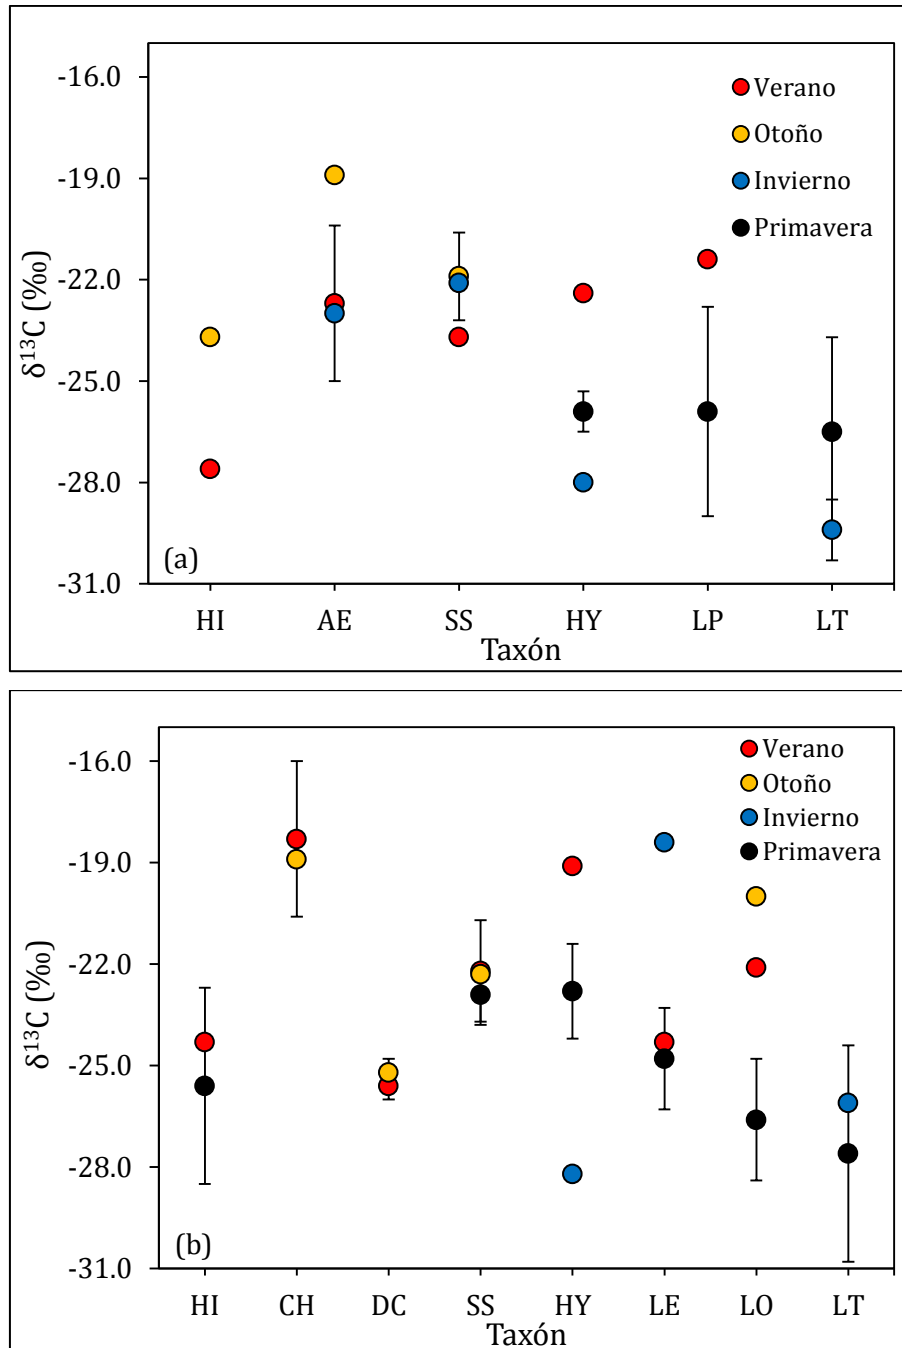 -16.0
-19.0
-22.0
-25.0
-28.0
-31.0
δ¹³C (‰)
Verano
Otoño
Invierno
Primavera
(a)
HI AE SS HY LP LT
Taxón
-16.0
-19.0
-22.0
-25.0
-28.0
-31.0
δ¹³C (‰)
Verano
Otoño
Invierno
Primavera
(b)
HI CH DC SS HY LE LO LT
Taxón